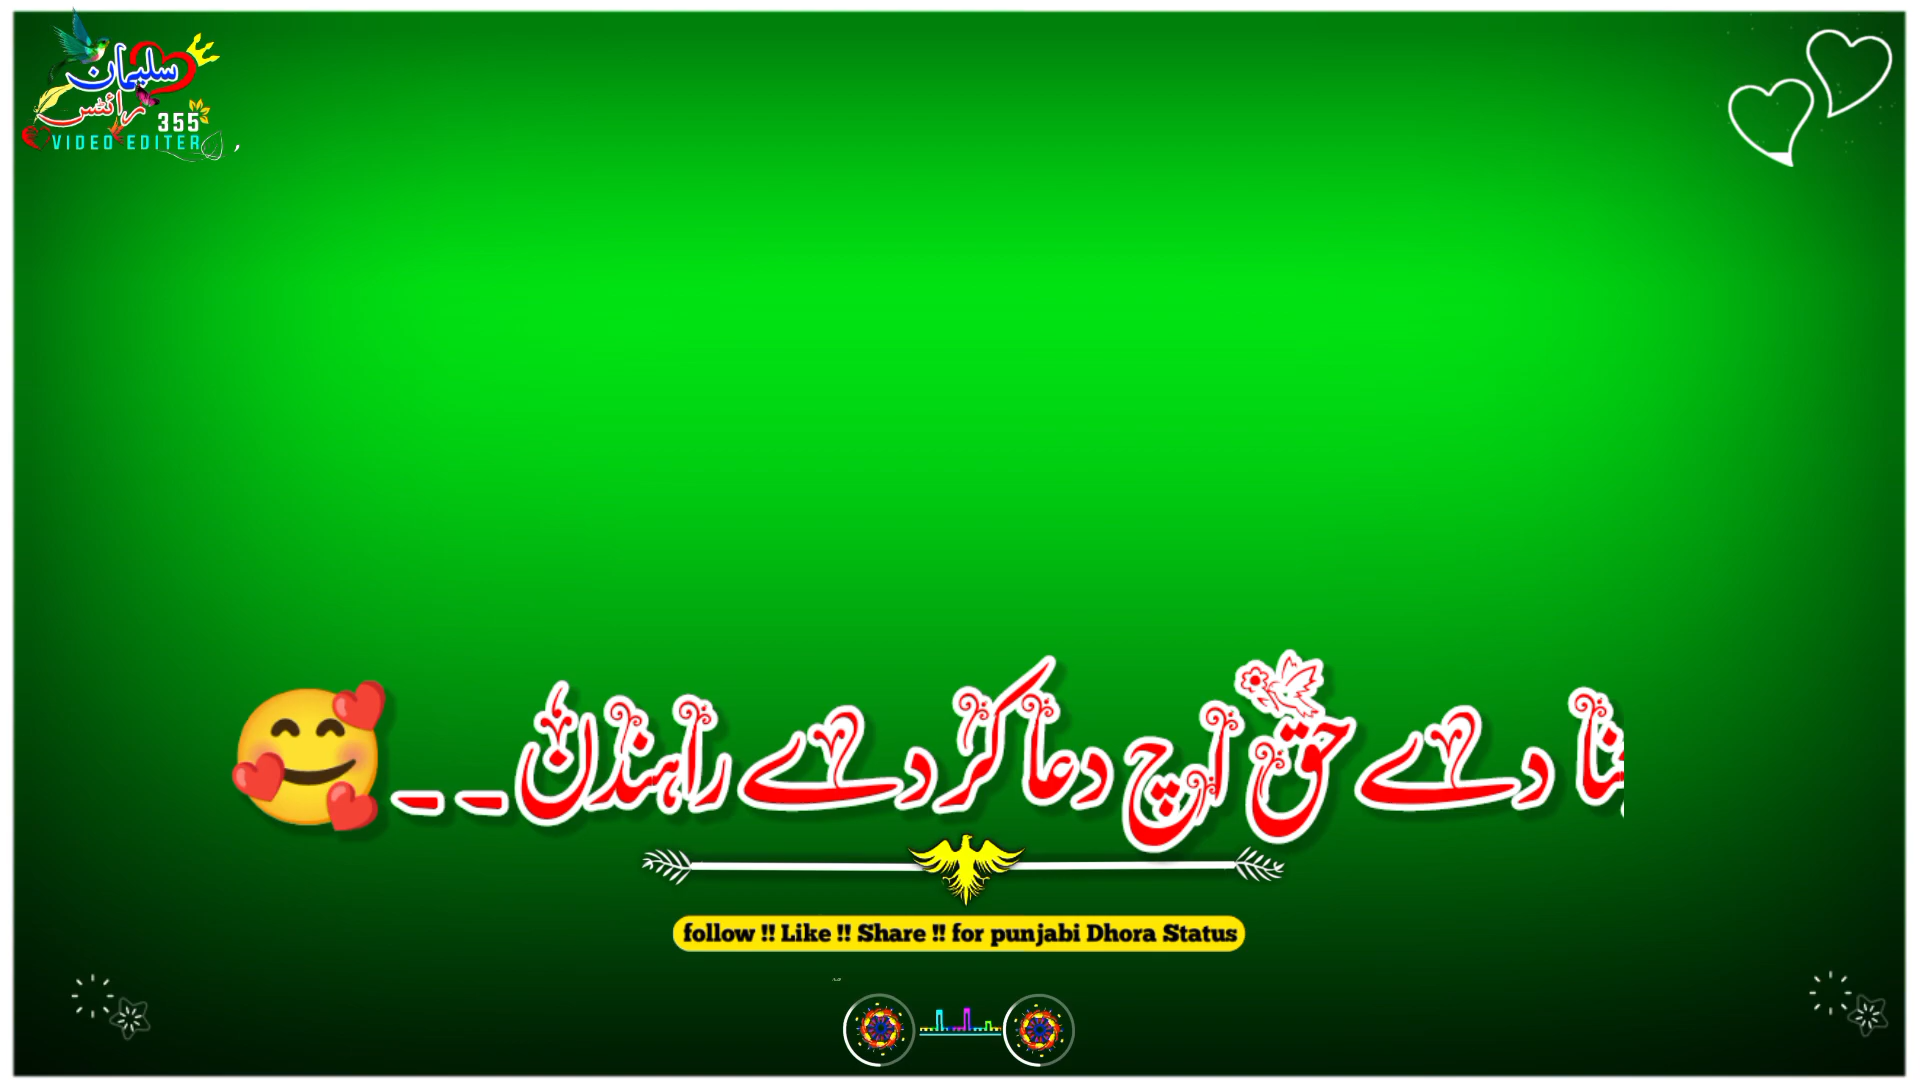 سلیمان
رائٹس
355
VIDEO EDITER
دے حق اچ دعا کر دے راہندن۔۔
follow !! Like !! Share !! for punjabi Dhora Status